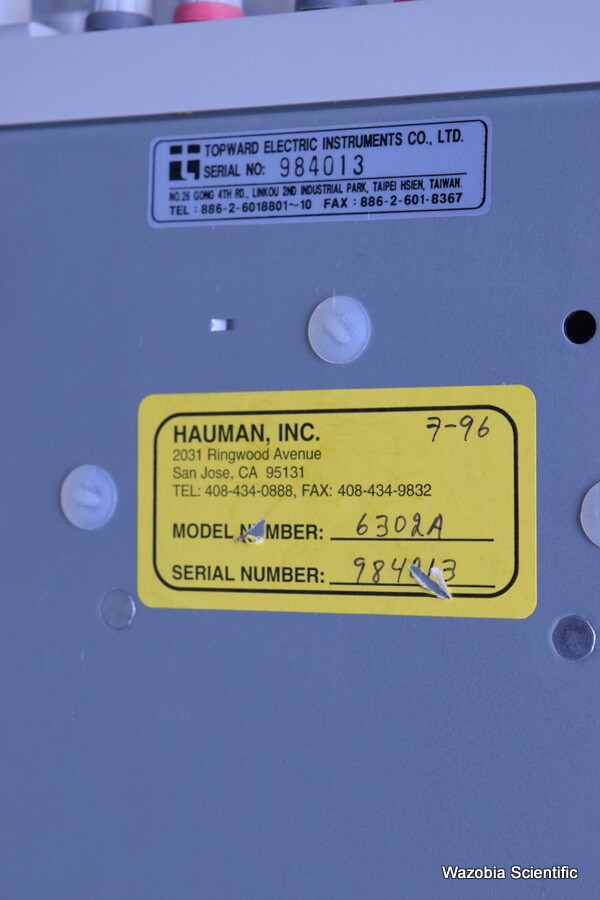 TOPWARD ELECTRIC INSTRUMENTS CO., LTD.
SERIAL NO: 984013
NO.26 GONG 4TH RD., LINKOU 2ND INDUSTRIAL PARK, TAIPEI HSIEN, TAIWAN.
TEL : 886-2-6018801~10 FAX : 886-2-601-8367
HAUMAN, INC. 7-96
2031 Ringwood Avenue
San Jose, CA 95131
TEL: 408-434-0888, FAX: 408-434-9832
MODEL NUMBER: 6302A
SERIAL NUMBER: 984013
Wazobia Scientific